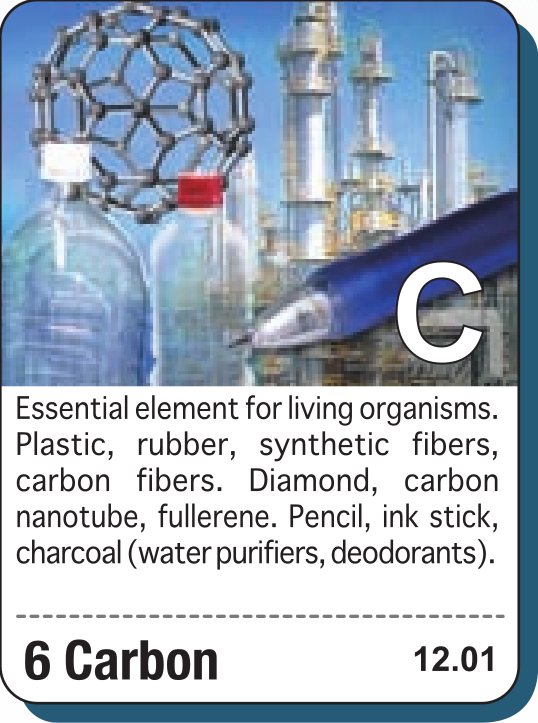 C
Essential element for living organisms.
Plastic, rubber, synthetic fibers,
carbon fibers. Diamond, carbon
nanotube, fullerene. Pencil, ink stick,
charcoal (water purifiers, deodorants).
6 Carbon 12.01